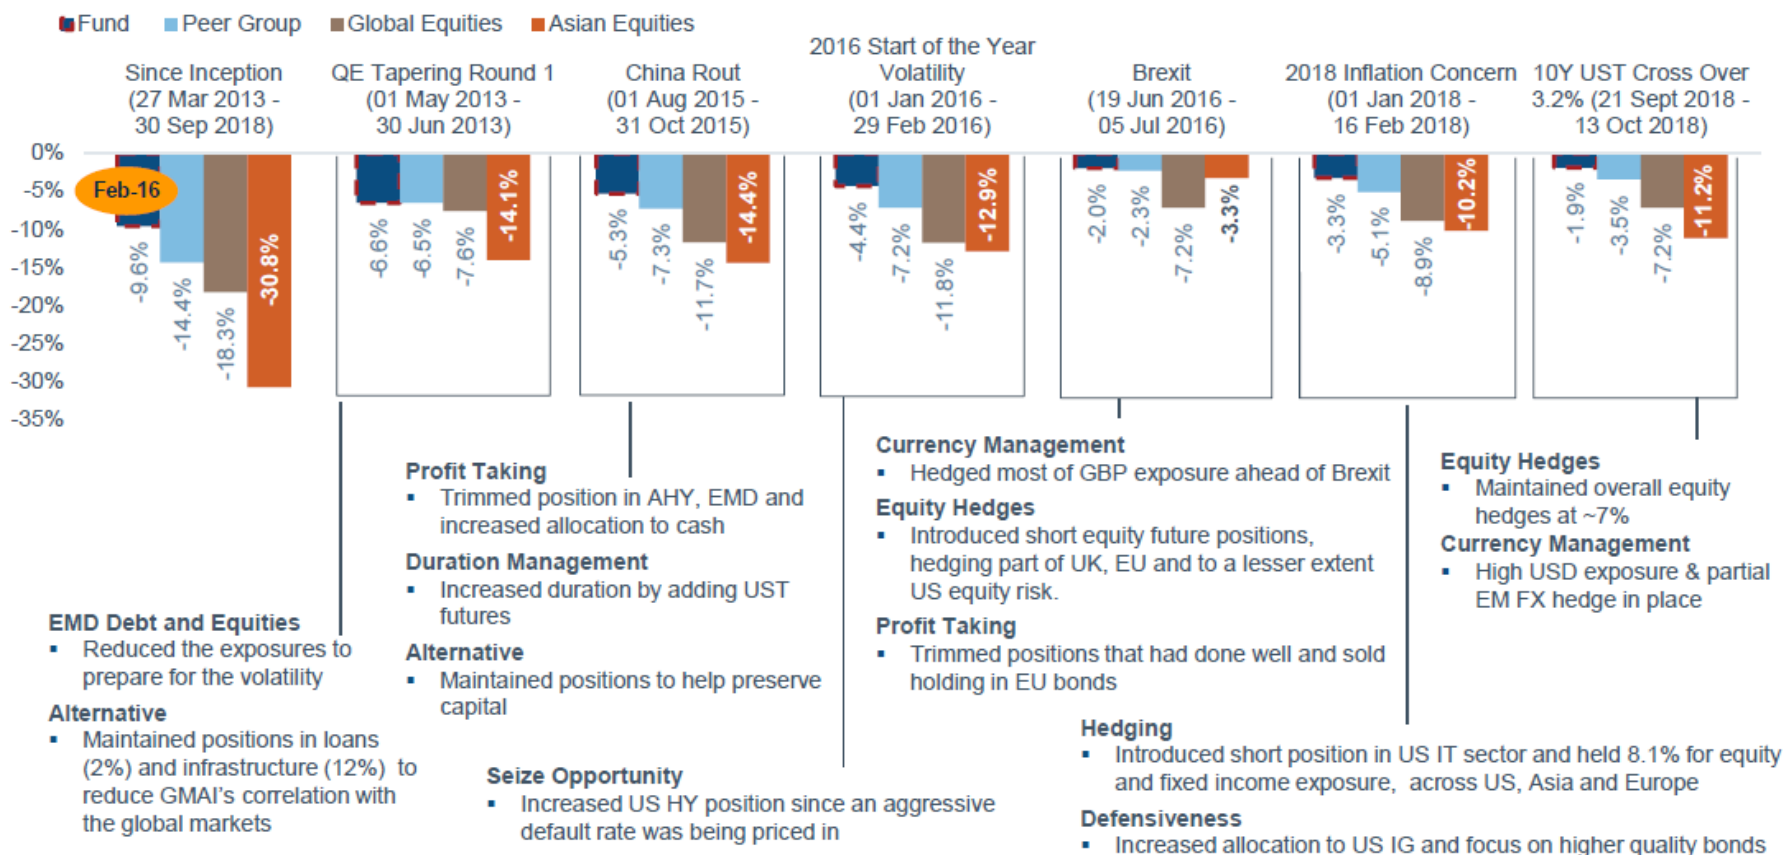 Fund Peer Group Global Equities Asian Equities
Since Inception
(27 Mar 2013 -
30 Sep 2018)
QE Tapering Round 1
(01 May 2013 -
30 Jun 2013)
China Rout
(01 Aug 2015 -
31 Oct 2015)
2016 Start of the Year
Volatility
(01 Jan 2016 -
29 Feb 2016)
Brexit
(19 Jun 2016 -
05 Jul 2016)
2018 Inflation Concern
(01 Jan 2018 -
16 Feb 2018)
10Y UST Cross Over
3.2% (21 Sept 2018 -
13 Oct 2018)
0%
-5%
-10%
-15%
-20%
-25%
-30%
-35%
Feb-16
-9.6%
-14.4%
-18.3%
-30.8%
-6.6%
-6.5%
-7.6%
-14.1%
-5.3%
-7.3%
-11.7%
-14.4%
-4.4%
-7.2%
-11.8%
-12.9%
-2.0%
-2.3%
-7.2%
-3.3%
-3.3%
-5.1%
-8.9%
-10.2%
-1.9%
-3.5%
-7.2%
-11.2%
EMD Debt and Equities
▪ Reduced the exposures to
prepare for the volatility
Alternative
▪ Maintained positions in loans
(2%) and infrastructure (12%) to
reduce GMAI's correlation with
the global markets
Profit Taking
▪ Trimmed position in AHY, EMD and
increased allocation to cash
Duration Management
▪ Increased duration by adding UST
futures
Alternative
▪ Maintained positions to help preserve
capital
Seize Opportunity
▪ Increased US HY position since an aggressive
default rate was being priced in
Currency Management
▪ Hedged most of GBP exposure ahead of Brexit
Equity Hedges
▪ Introduced short equity future positions,
hedging part of UK, EU and to a lesser extent
US equity risk.
Profit Taking
▪ Trimmed positions that had done well and sold
holding in EU bonds
Hedging
▪ Introduced short position in US IT sector and held 8.1% for equity
and fixed income exposure, across US, Asia and Europe
Defensiveness
▪ Increased allocation to US IG and focus on higher quality bonds
Equity Hedges
▪ Maintained overall equity
hedges at ~7%
Currency Management
▪ High USD exposure & partial
EM FX hedge in place